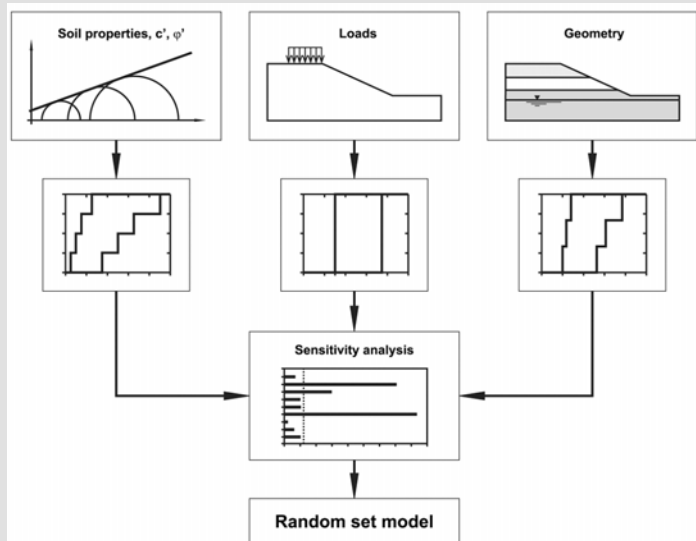 Soil properties, c', φ'
Loads
Geometry
Sensitivity analysis
Random set model